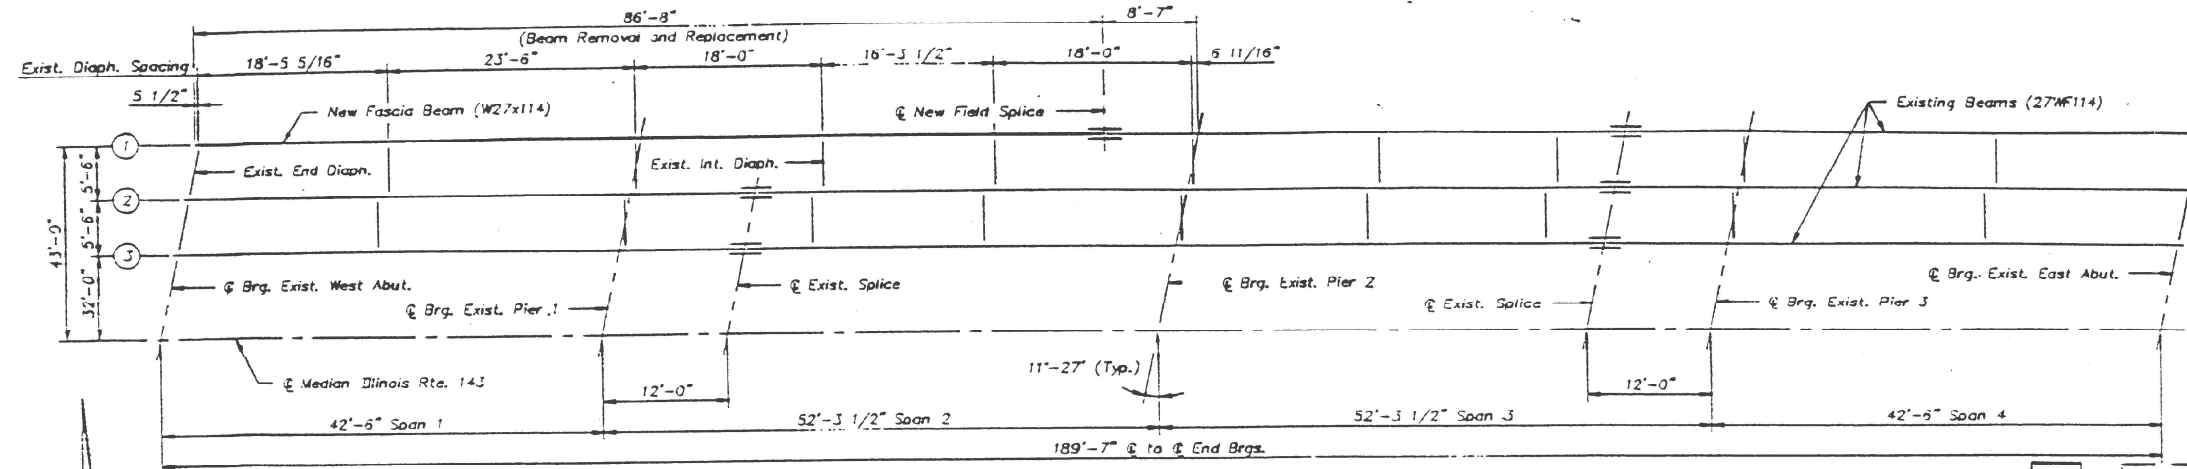 86'-8"
8'-7"
(Beam Removal and Replacement)
Exist. Diaph. Spacing
18'-5 5/16"
23'-6"
18'-0"
16'-3 1/2"
18'-0"
6 11/16"
5 1/2"
New Fascia Beam (W27x114)
℄ New Field Splice
Existing Beams (27WF114)
1
Exist. End Diaph.
Exist. Int. Diaph.
5'-6"
2
43'-0"
5'-6"
3
32'-0"
℄ Brg. Exist. West Abut.
℄ Exist. Splice
℄ Brg. Exist. Pier 2
℄ Brg. Exist. East Abut.
℄ Brg. Exist. Pier 1
℄ Exist. Splice
℄ Brg. Exist. Pier 3
℄ Median Illinois Rte. 143
11°-27' (Typ.)
12'-0"
12'-0"
42'-6" Span 1
52'-3 1/2" Span 2
52'-3 1/2" Span 3
42'-6" Span 4
189'-7" ℄ to ℄ End Brgs.